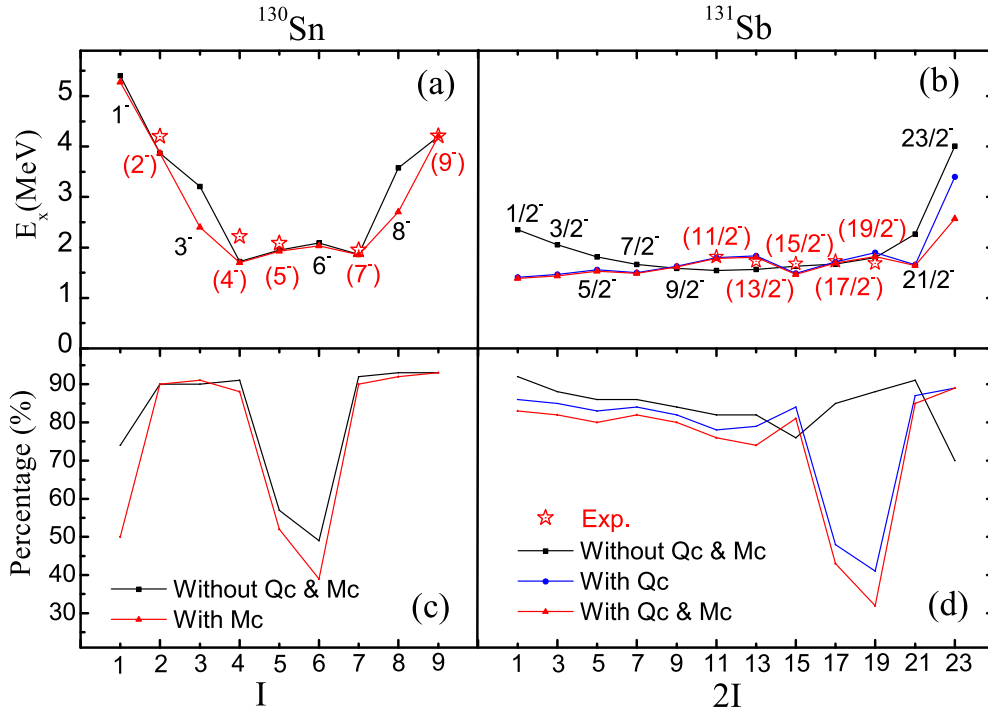 ¹³⁰Sn ¹³¹Sb
(a) (b)
E_x(MeV)
5
4
3
2
1
0
1⁻
(2⁻)
3⁻
(4⁻)
(5⁻)
6⁻
(7⁻)
8⁻
(9⁻)
1/2⁻
3/2⁻
5/2⁻
7/2⁻
9/2⁻
(11/2⁻)
(13/2⁻)
(15/2⁻)
(17/2⁻)
(19/2⁻)
21/2⁻
23/2⁻
Percentage (%)
90
80
70
60
50
40
30
Without Qc & Mc
With Mc
(c)
Exp.
Without Qc & Mc
With Qc
With Qc & Mc
(d)
1 2 3 4 5 6 7 8 9
1 3 5 7 9 11 13 15 17 19 21 23
I 2I